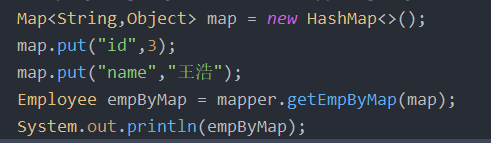 Map<String,Object> map = new HashMap<>();
map.put("id",3);
map.put("name","王浩");
Employee empByMap = mapper.getEmpByMap(map);
System.out.println(empByMap);